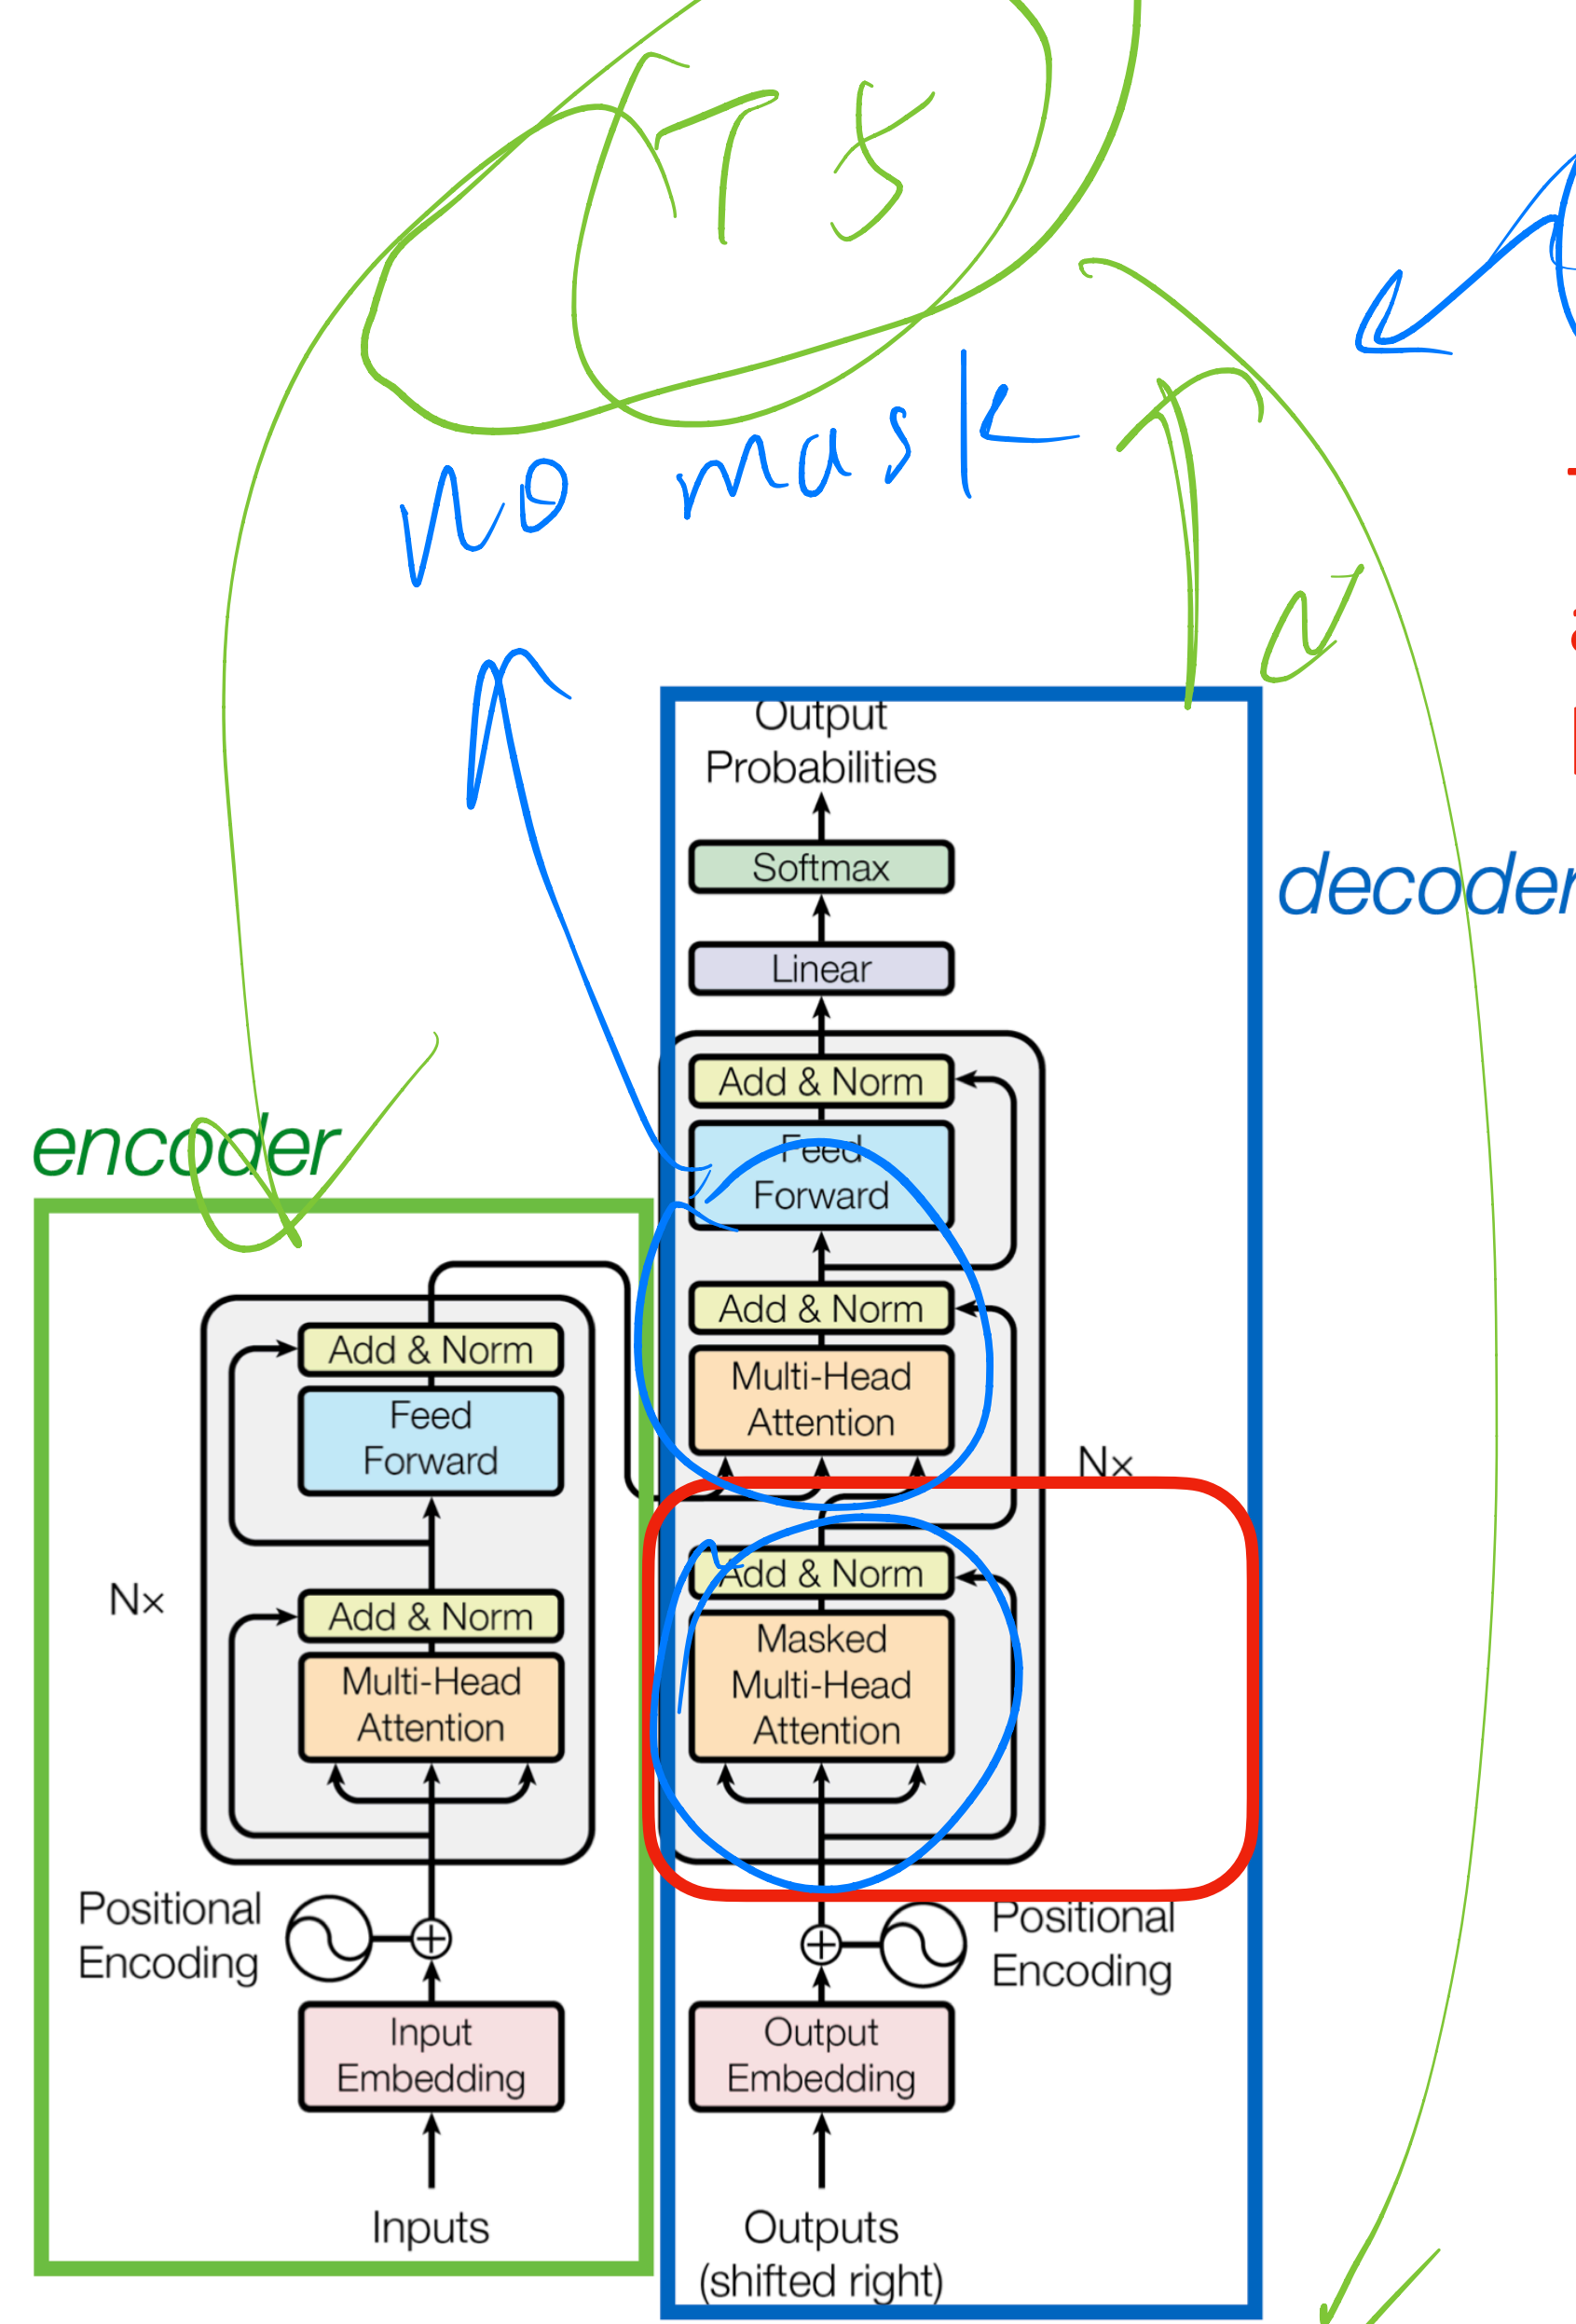 T5
No mask
Output
Probabilities
Softmax
Linear
decoder
Add & Norm
Feed
Forward
Add & Norm
Multi-Head
Attention
N×
Add & Norm
Masked
Multi-Head
Attention
Positional
Encoding
Output
Embedding
Outputs
(shifted right)
encoder
Add & Norm
Feed
Forward
N×
Add & Norm
Multi-Head
Attention
Positional
Encoding
Input
Embedding
Inputs